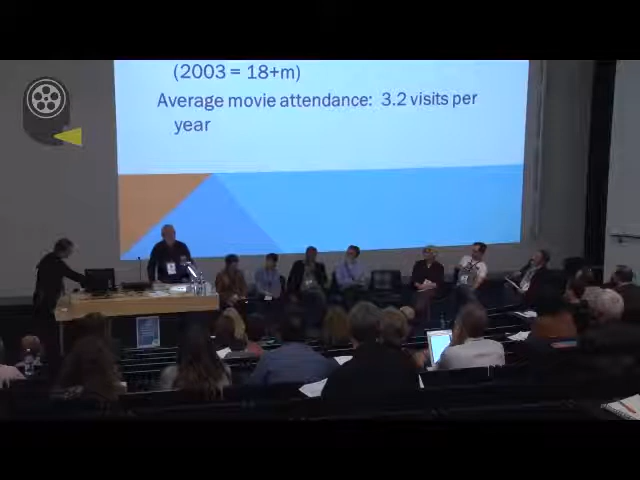 (2003 = 18+m)
Average movie attendance: 3.2 visits per
year